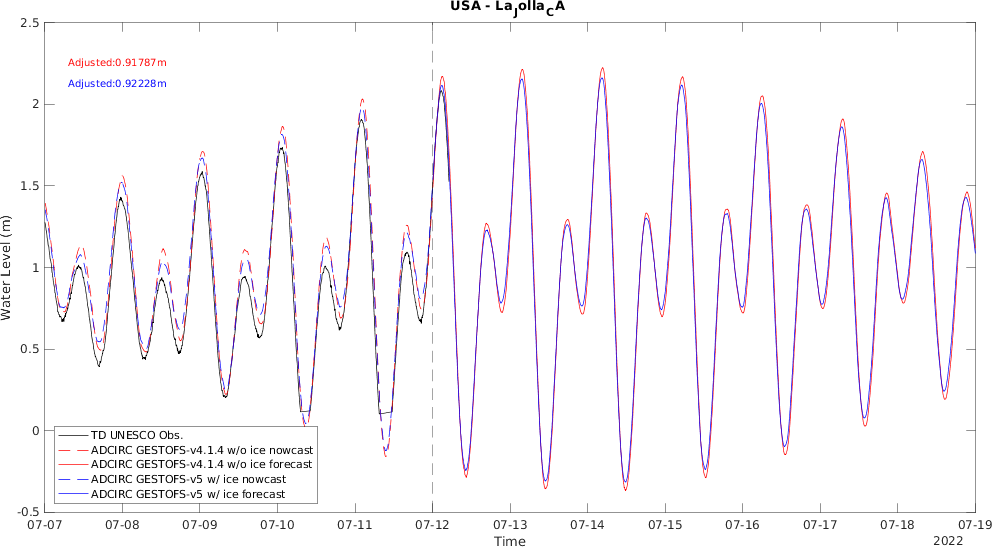 USA - LaJollaCA
Adjusted:0.91787m
Adjusted:0.92228m
Water Level (m)
2.5
2
1.5
1
0.5
0
-0.5
TD UNESCO Obs.
ADCIRC GESTOFS-v4.1.4 w/o ice nowcast
ADCIRC GESTOFS-v4.1.4 w/o ice forecast
ADCIRC GESTOFS-v5 w/ ice nowcast
ADCIRC GESTOFS-v5 w/ ice forecast
07-07 07-08 07-09 07-10 07-11 07-12 07-13 07-14 07-15 07-16 07-17 07-18 07-19
Time
2022